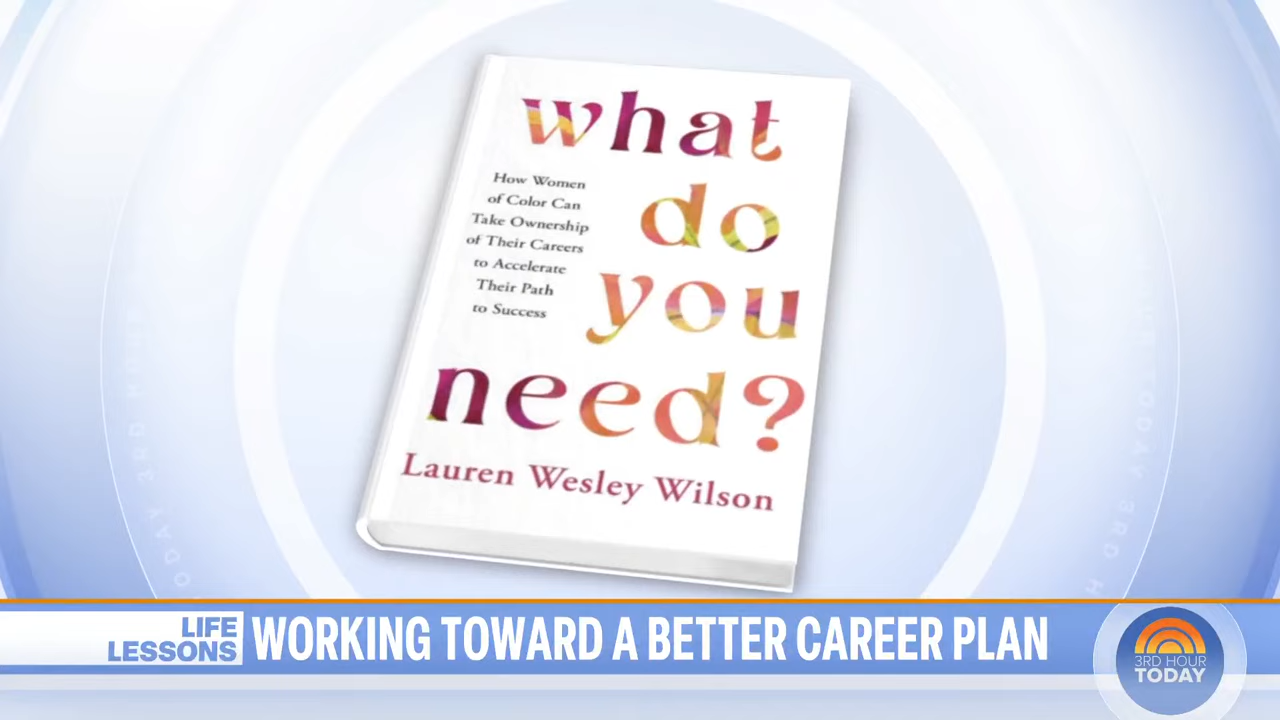 what
do
you
need?
How Women
of Color Can
Take Ownership
of Their Careers
to Accelerate
Their Path
to Success
Lauren Wesley Wilson
LIFE
LESSONS
WORKING TOWARD A BETTER CAREER PLAN
3RD HOUR
TODAY